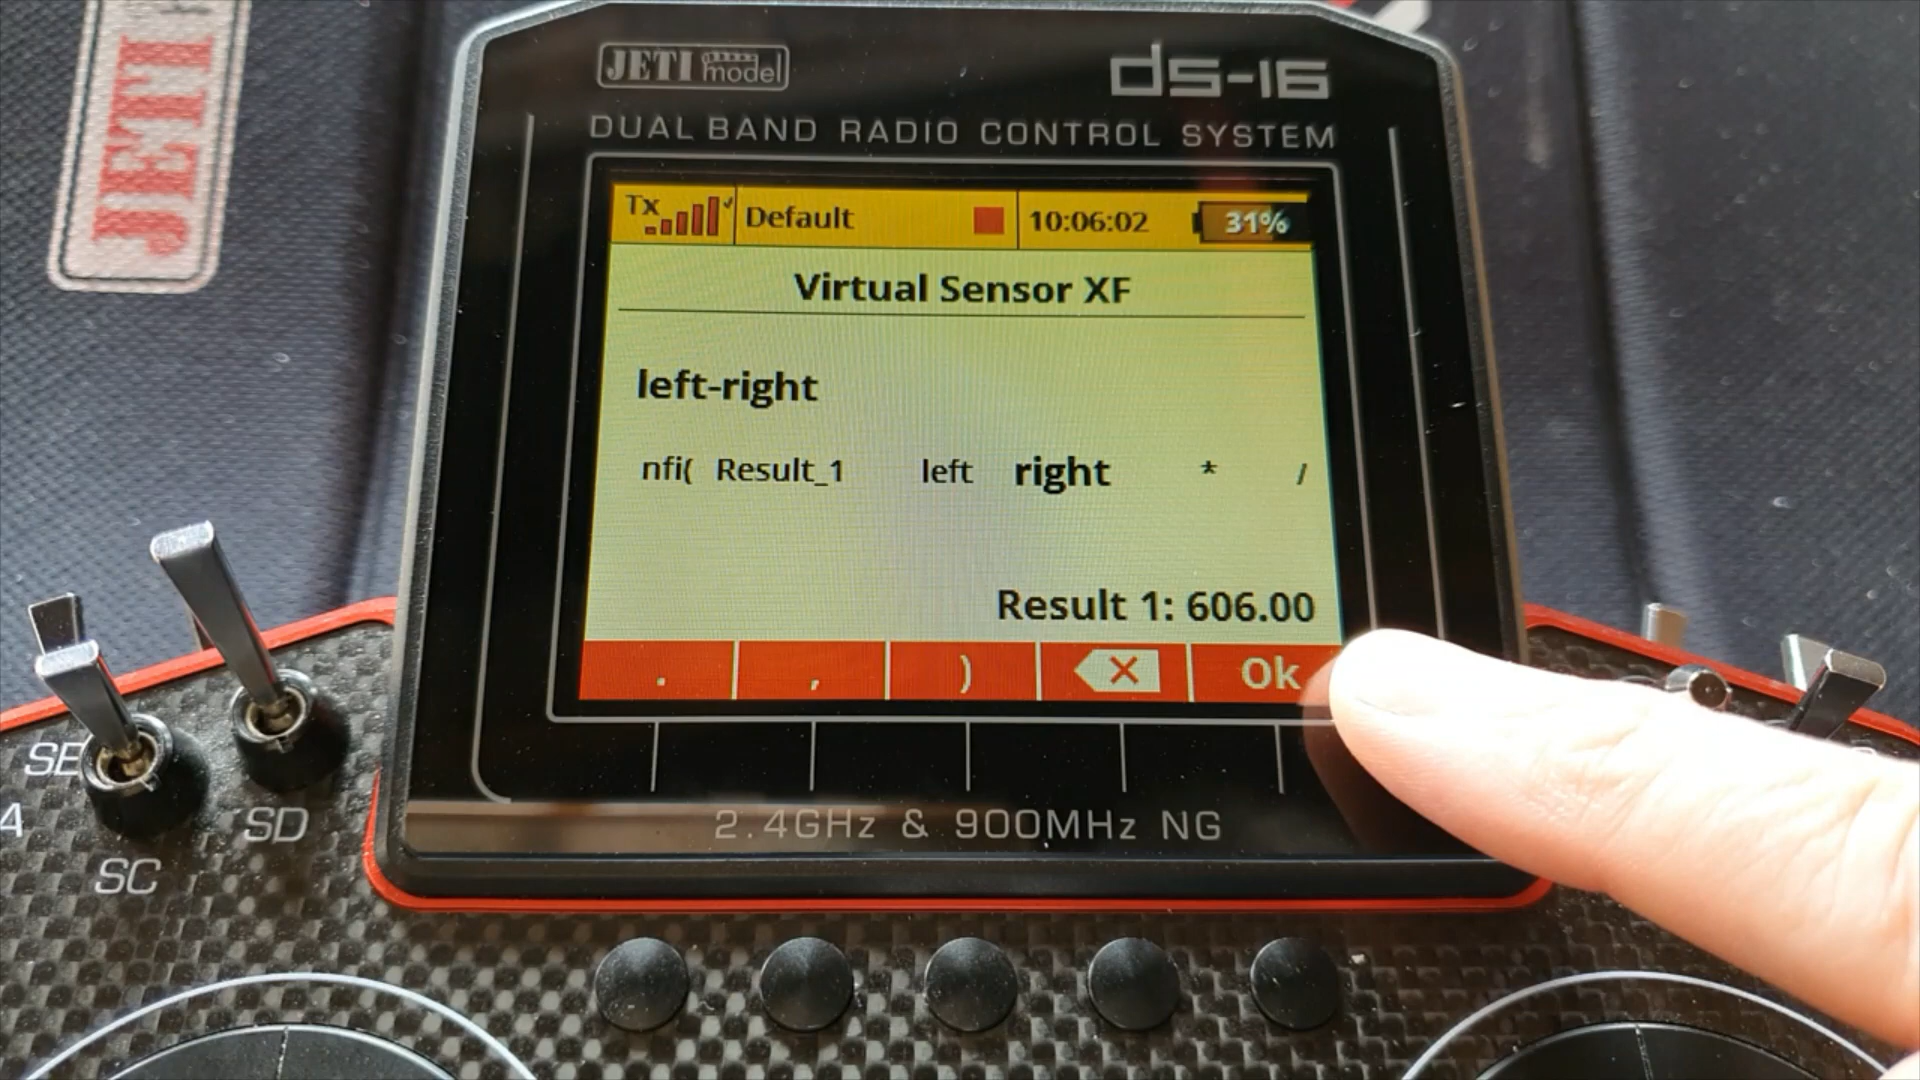 JETI
JETI model
ds-16
DUAL BAND RADIO CONTROL SYSTEM
Tx
Default
10:06:02
31%
Virtual Sensor XF
left-right
nfi( Result_1 left right * /
Result 1: 606.00
. , ) Ok
2.4GHz & 900MHz NG
SD
SC